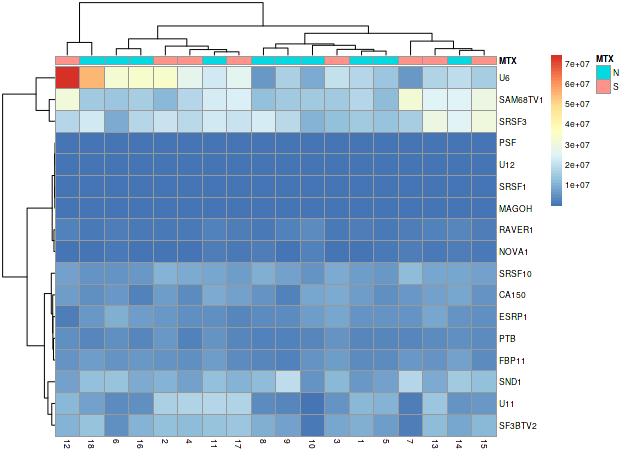 MTX
U6
SAM68TV1
SRSF3
PSF
U12
SRSF1
MAGOH
RAVER1
NOVA1
SRSF10
CA150
ESRP1
PTB
FBP11
SND1
U11
SF3BTV2
12 18 6 16 2 4 11 17 8 9 10 3 1 5 7 13 14 15
7e+07
6e+07
5e+07
4e+07
3e+07
2e+07
1e+07
MTX
N
S